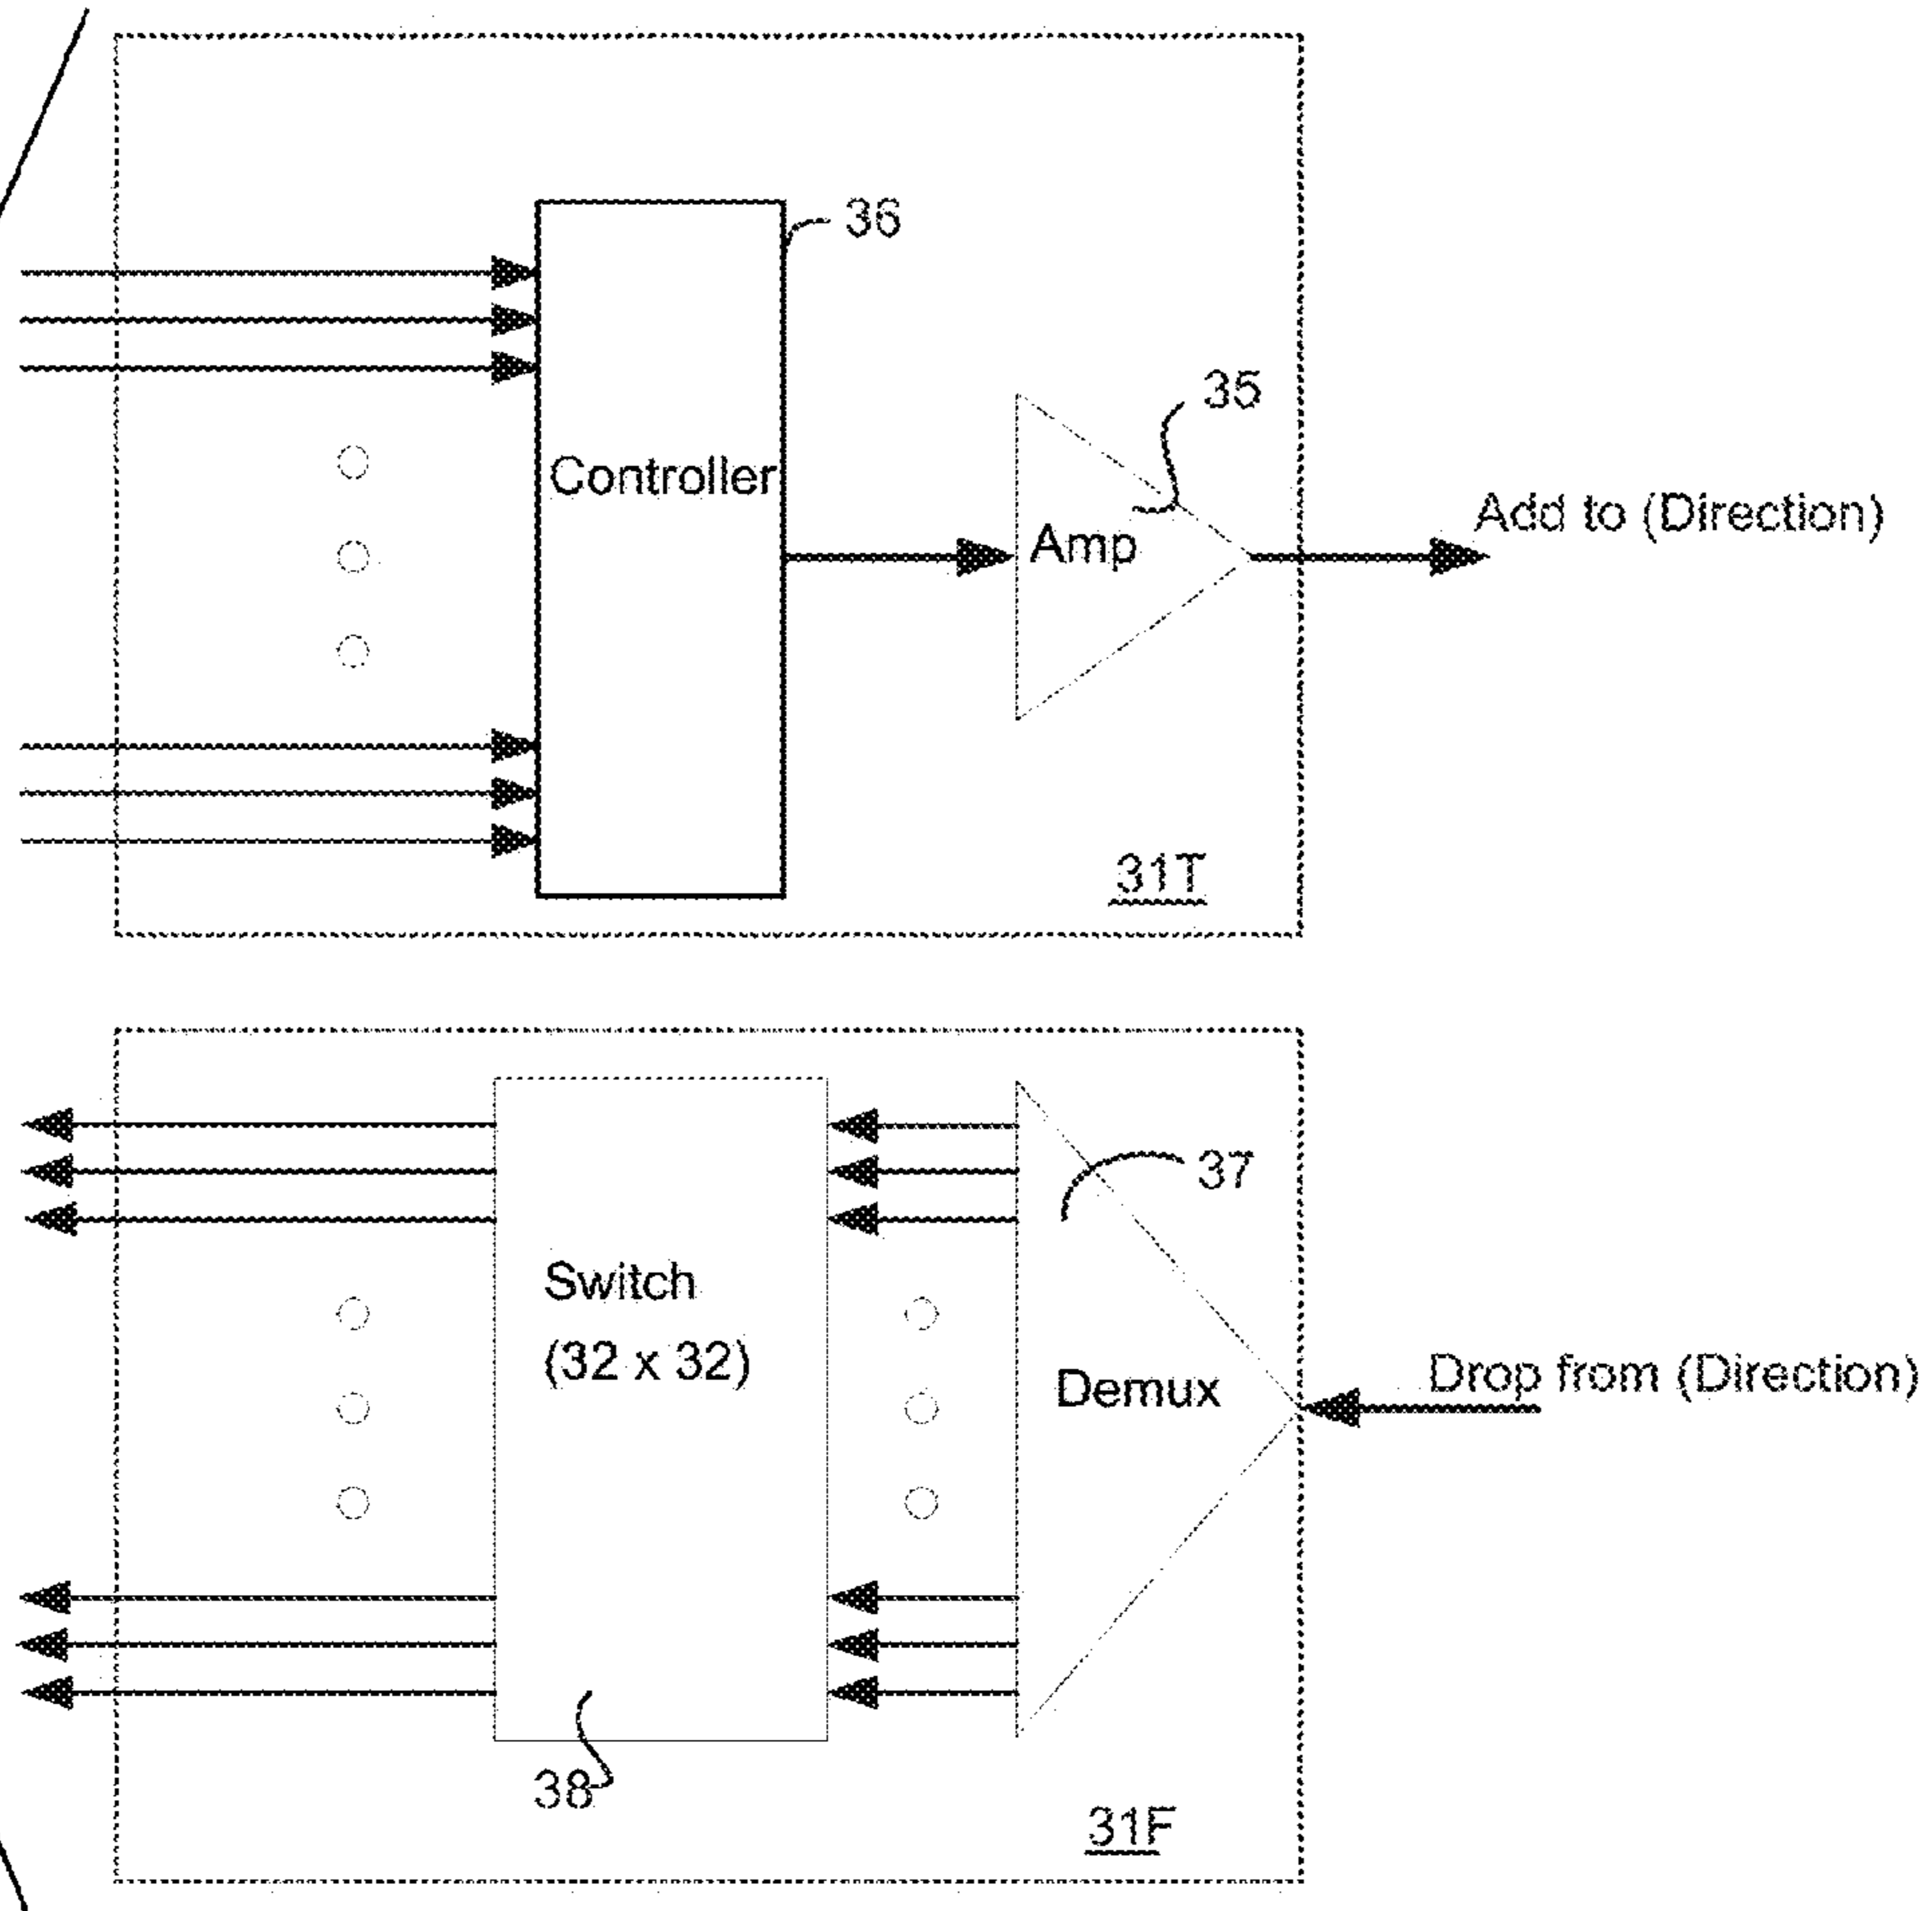 36
35
Controller
Add to (Direction)
Amp
31T
37
Switch
(32 x 32)
Drop from (Direction)
Demux
38
31F